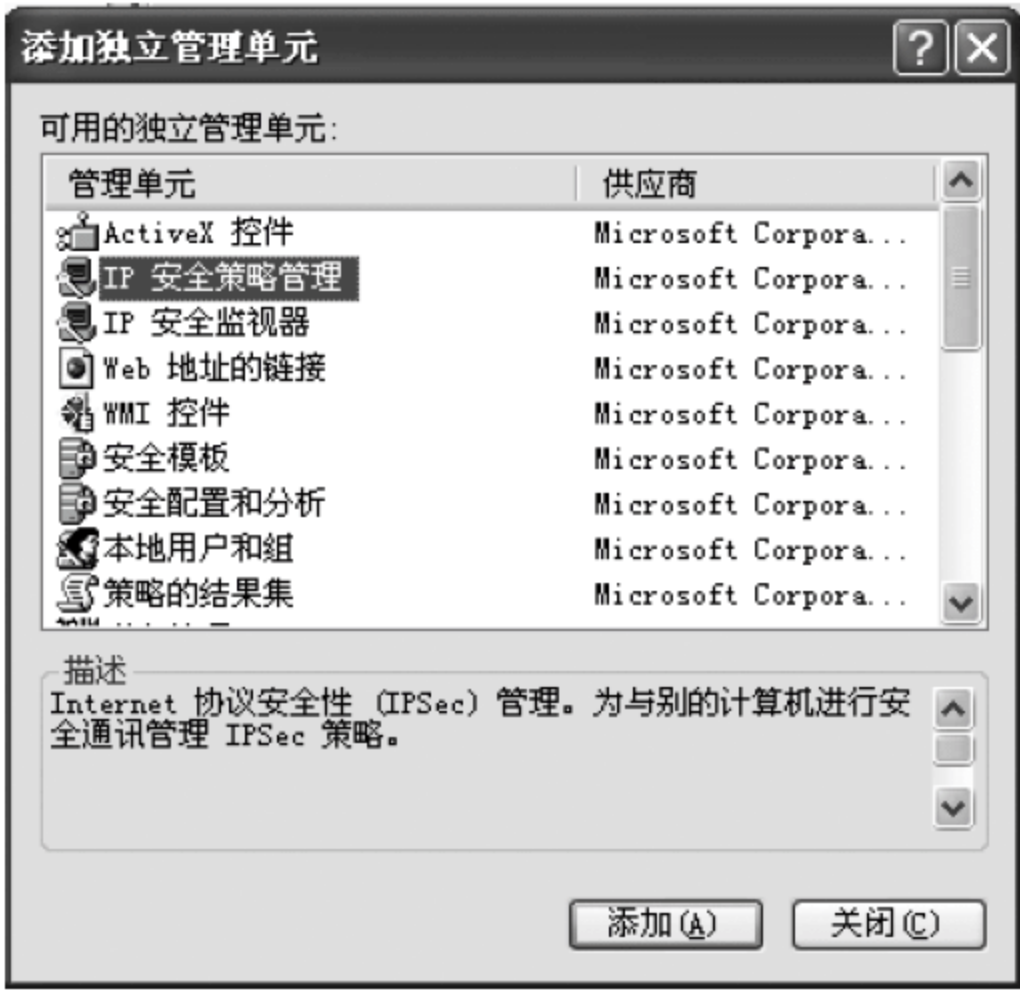 添加独立管理单元
可用的独立管理单元:
管理单元 供应商
ActiveX 控件 Microsoft Corpora...
IP 安全策略管理 Microsoft Corpora...
IP 安全监视器 Microsoft Corpora...
Web 地址的链接 Microsoft Corpora...
WMI 控件 Microsoft Corpora...
安全模板 Microsoft Corpora...
安全配置和分析 Microsoft Corpora...
本地用户和组 Microsoft Corpora...
策略的结果集 Microsoft Corpora...
描述
Internet 协议安全性 (IPSec) 管理。为与别的计算机进行安
全通讯管理 IPSec 策略。
添加(A) 关闭(C)